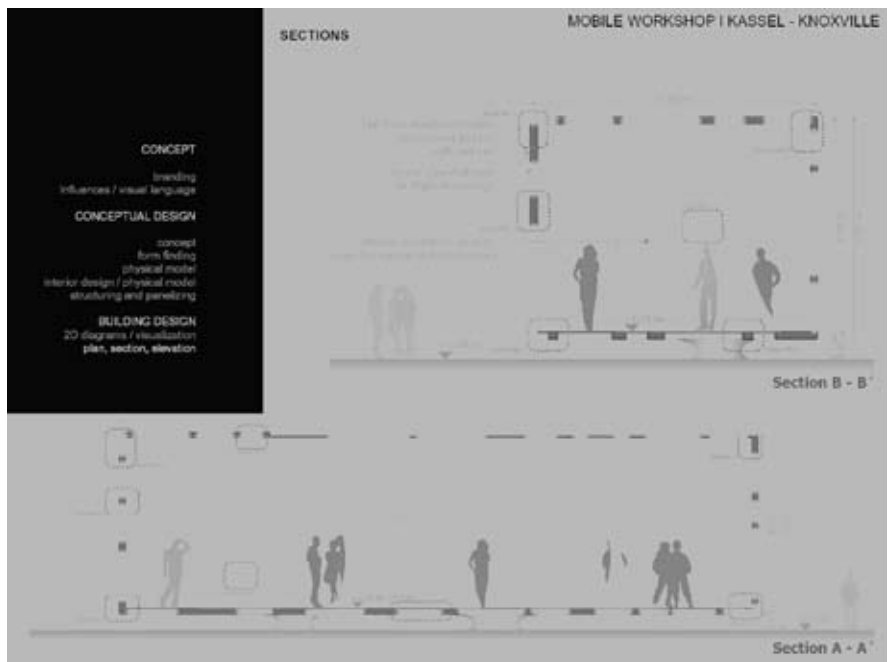 MOBILE WORKSHOP I KASSEL - KNOXVILLE
SECTIONS
CONCEPT
branding
influences / visual language
CONCEPTUAL DESIGN
concept
form finding
physical model
interior design / physical model
structuring and panelizing
BUILDING DESIGN
2D diagrams / visualization
plan, section, elevation
Section B - B´
Section A - A´